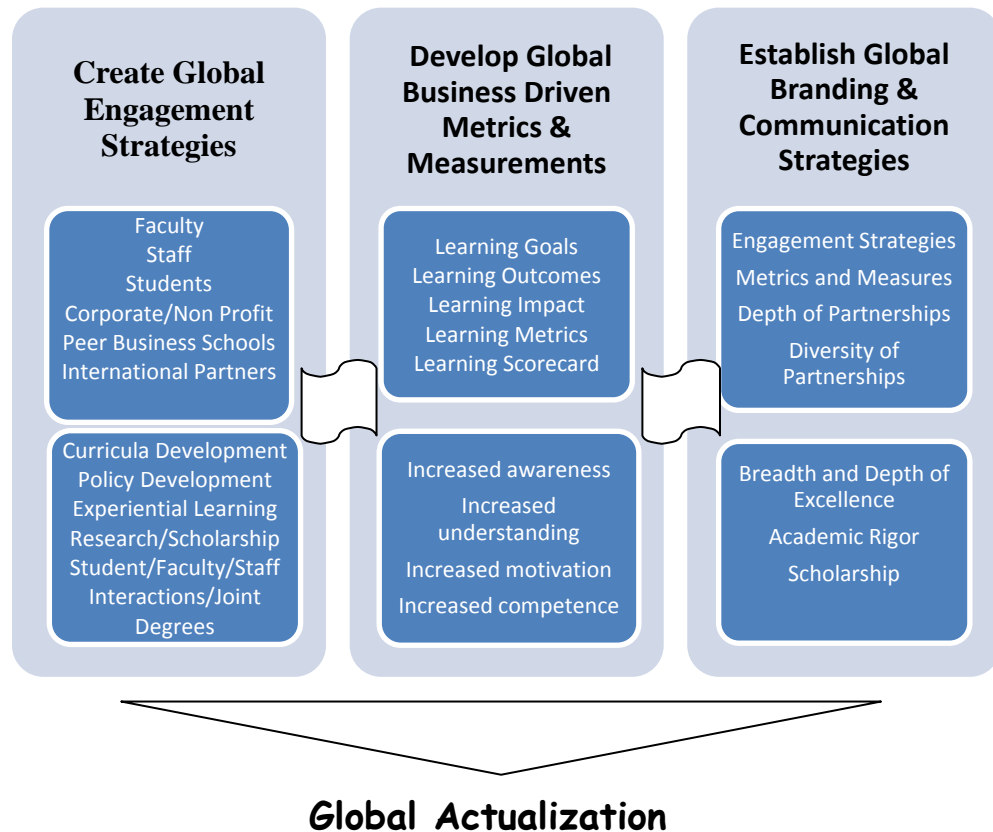 Create Global
Engagement
Strategies
Faculty
Staff
Students
Corporate/Non Profit
Peer Business Schools
International Partners
Curricula Development
Policy Development
Experiential Learning
Research/Scholarship
Student/Faculty/Staff
Interactions/Joint
Degrees
Develop Global
Business Driven
Metrics &
Measurements
Learning Goals
Learning Outcomes
Learning Impact
Learning Metrics
Learning Scorecard
Increased awareness
Increased
understanding
Increased motivation
Increased competence
Establish Global
Branding &
Communication
Strategies
Engagement Strategies
Metrics and Measures
Depth of Partnerships
Diversity of
Partnerships
Breadth and Depth of
Excellence
Academic Rigor
Scholarship
Global Actualization